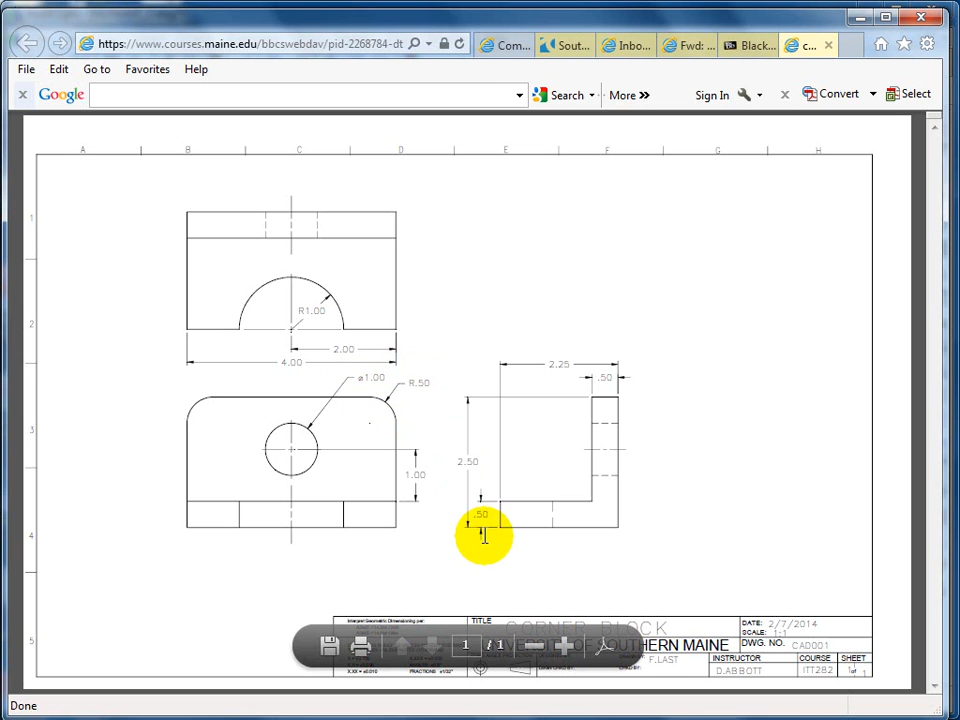 https://www.courses.maine.edu/bbcswebdav/pid-2268784-dt
Com...
Sout...
Inbo...
Fwd: ...
Black...
c...
File Edit Go to Favorites Help
Google Search More » Sign In Convert Select
A B C D E F G H
1
2
3
4
5
R1.00
2.00
4.00
⌀1.00
R.50
1.00
2.25
.50
2.50
.50
Interpret Geometric Dimensioning per:
TITLE
CORNER BLOCK
DATE: 2/7/2014
SCALE: 1:1
SOUTHERN MAINE
DWG. NO. CAD001
F.LAST
INSTRUCTOR
D.ABBOTT
COURSE
ITT282
SHEET
1 of
1 / 1
X.XX = ±0.010
FRACTIONS ±1/32"
Done